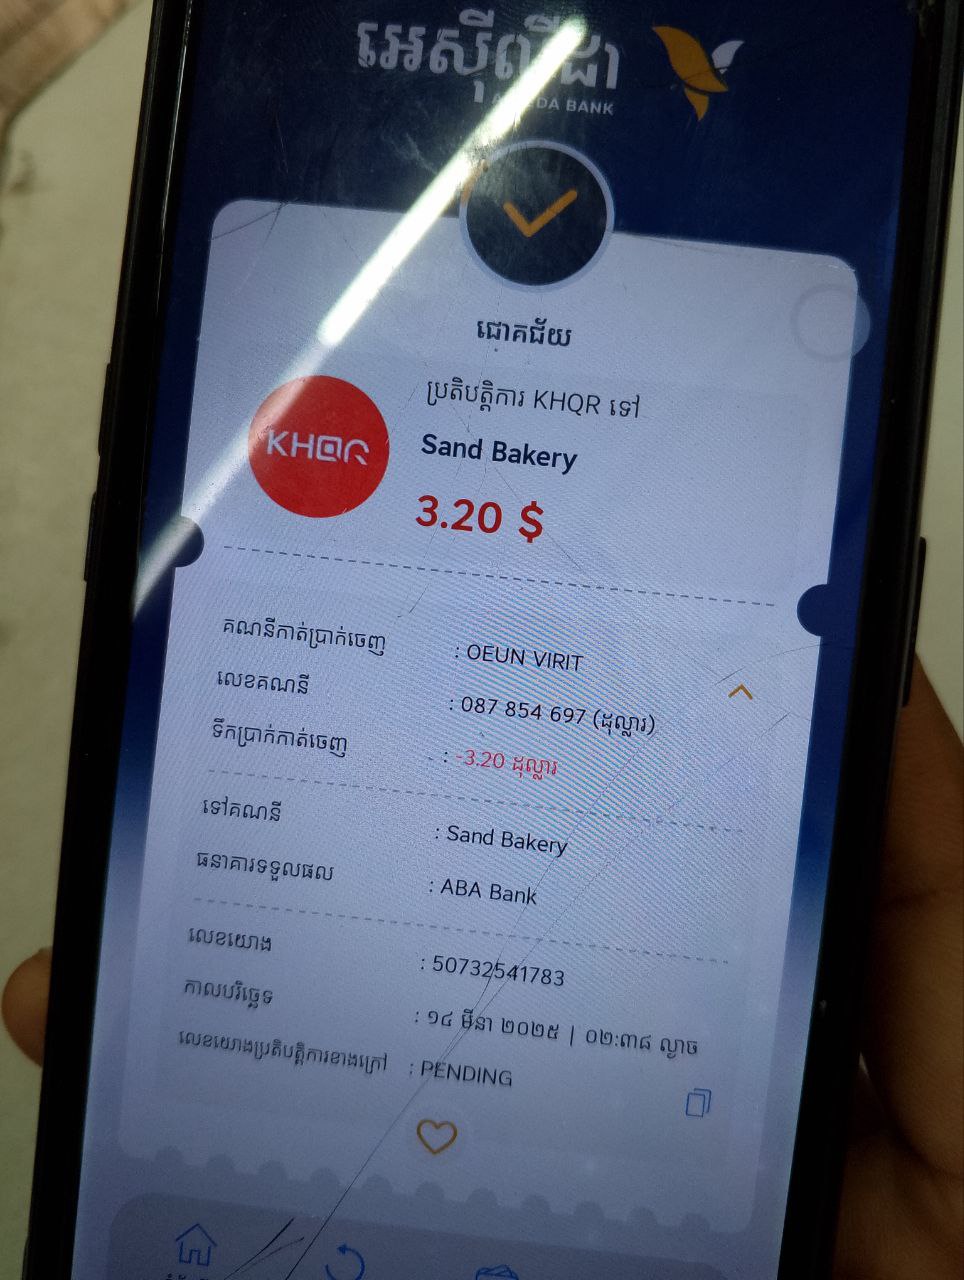 អេស៊ីលីដា
ACLEDA BANK
ជោគជ័យ
KHQR
ប្រតិបត្តិការ KHQR ទៅ
Sand Bakery
3.20 $
គណនីកាត់ប្រាក់ចេញ : OEUN VIRIT
លេខគណនី : 087 854 697 (ដុល្លារ)
ទឹកប្រាក់កាត់ចេញ : -3.20 ដុល្លារ
ទៅគណនី : Sand Bakery
ធនាគារទទួលផល : ABA Bank
លេខយោង : 50732541783
កាលបរិច្ឆេទ : ១៤ មីនា ២០២៥ | ០២:៣៨ ល្ងាច
លេខយោងប្រតិបត្តិការខាងក្រៅ : PENDING